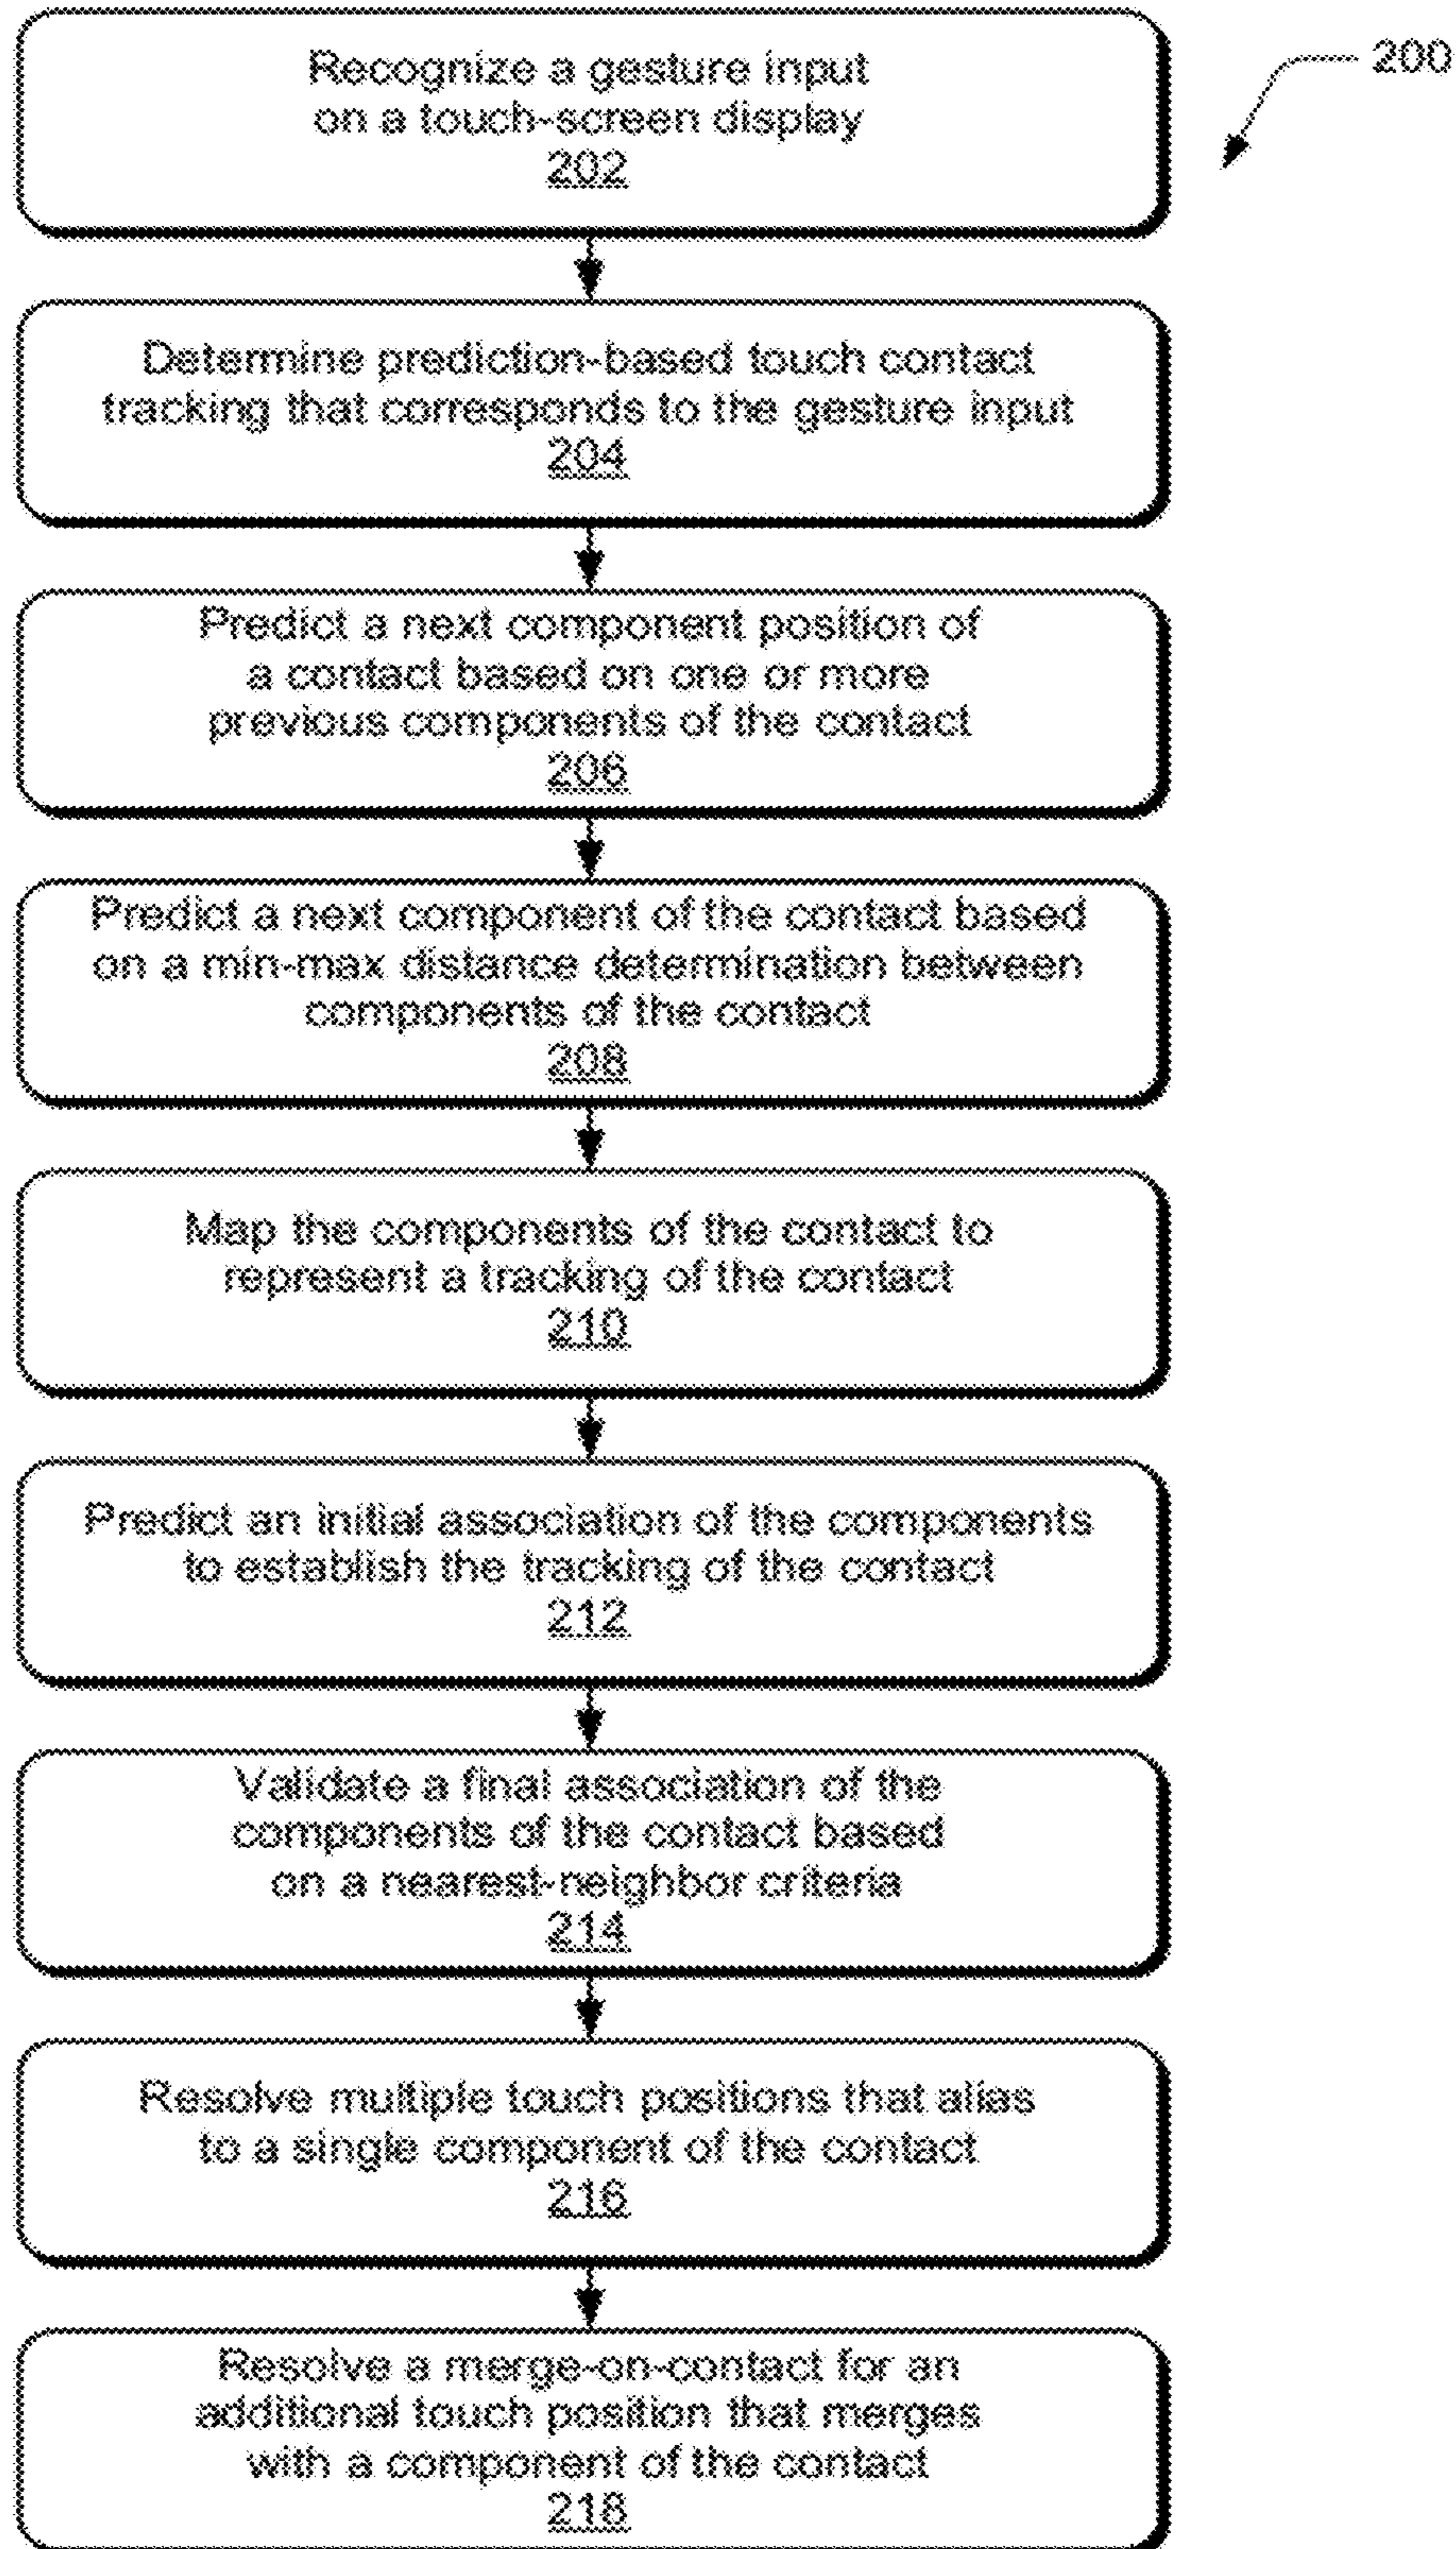 Recognize a gesture input
on a touch-screen display
202
200
Determine prediction-based touch contact
tracking that corresponds to the gesture input
204
Predict a next component position of
a contact based on one or more
previous components of the contact
206
Predict a next component of the contact based
on a min-max distance determination between
components of the contact
208
Map the components of the contact to
represent a tracking of the contact
210
Predict an initial association of the components
to establish the tracking of the contact
212
Validate a final association of the
components of the contact based
on a nearest-neighbor criteria
214
Resolve multiple touch positions that alias
to a single component of the contact
216
Resolve a merge-on-contact for an
additional touch position that merges
with a component of the contact
218